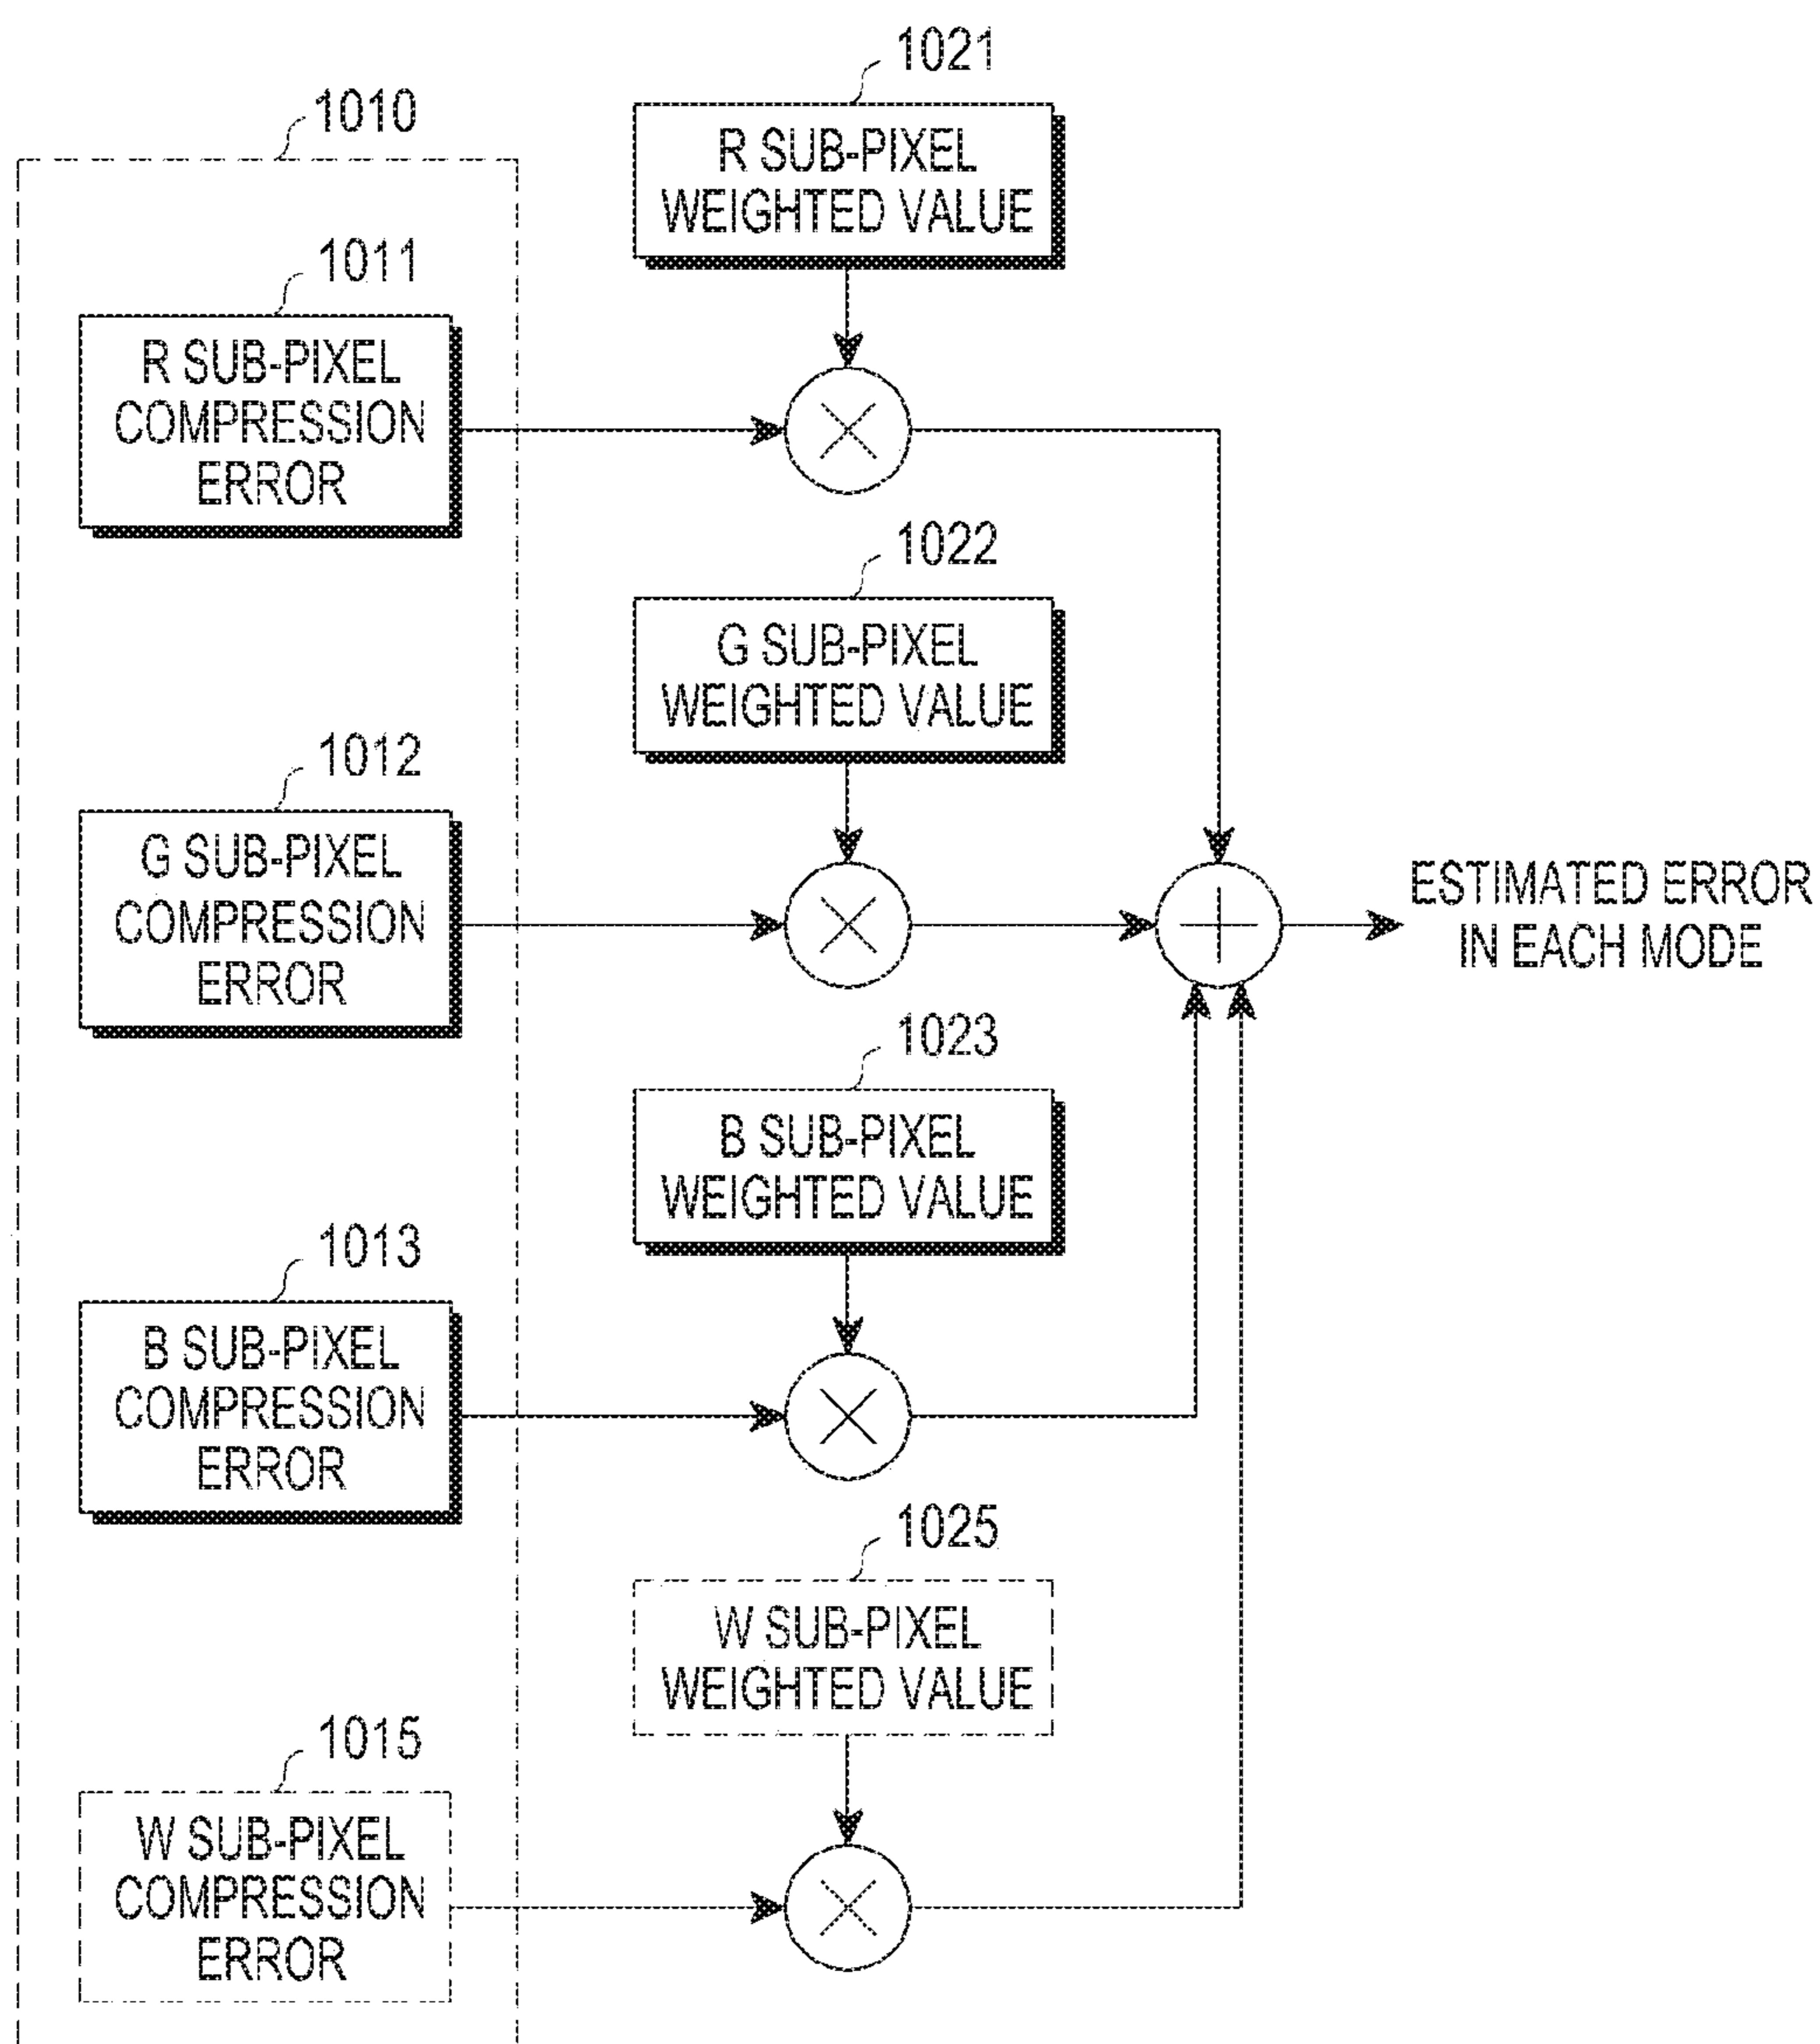 1021
1010
R SUB-PIXEL
WEIGHTED VALUE
1011
R SUB-PIXEL
COMPRESSION
ERROR
1022
G SUB-PIXEL
WEIGHTED VALUE
1012
G SUB-PIXEL
COMPRESSION
ERROR
ESTIMATED ERROR
IN EACH MODE
1023
B SUB-PIXEL
WEIGHTED VALUE
1013
B SUB-PIXEL
COMPRESSION
ERROR
1025
W SUB-PIXEL
WEIGHTED VALUE
1015
W SUB-PIXEL
COMPRESSION
ERROR